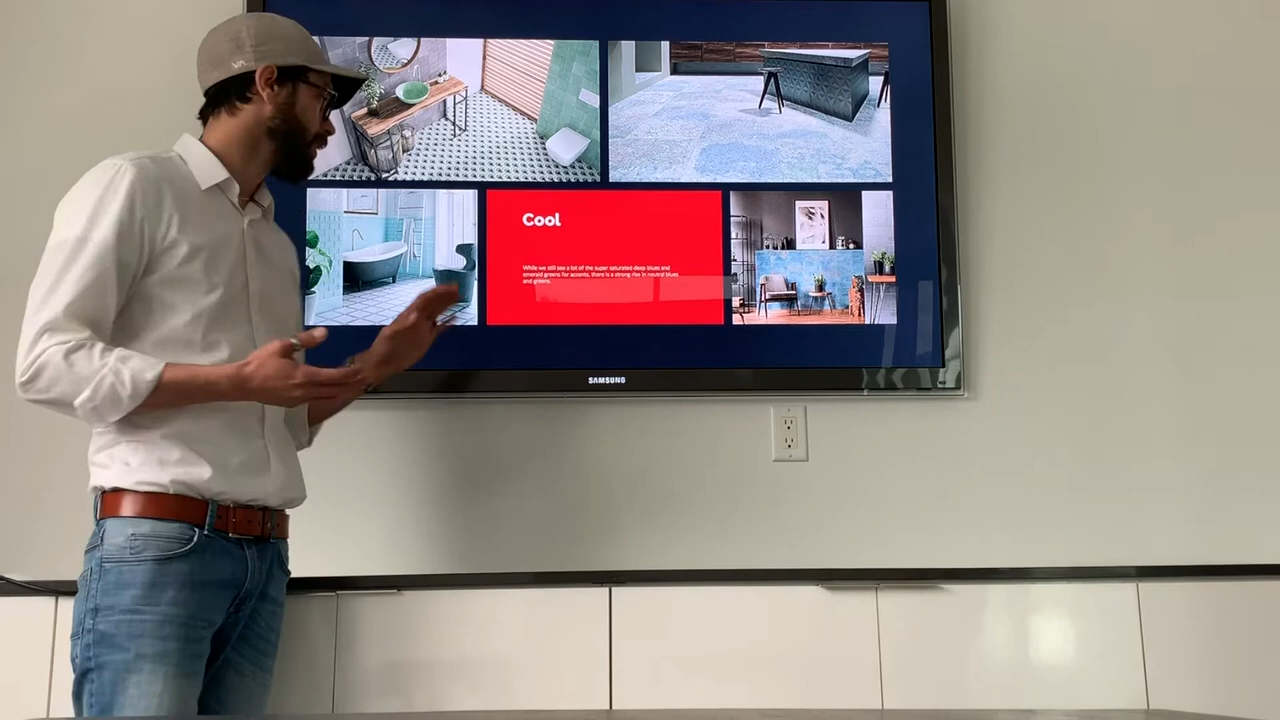 Cool
While we still see a lot of the super saturated deep blues and
emerald greens for accents, there is a strong rise in neutral blues
and greens.
SAMSUNG